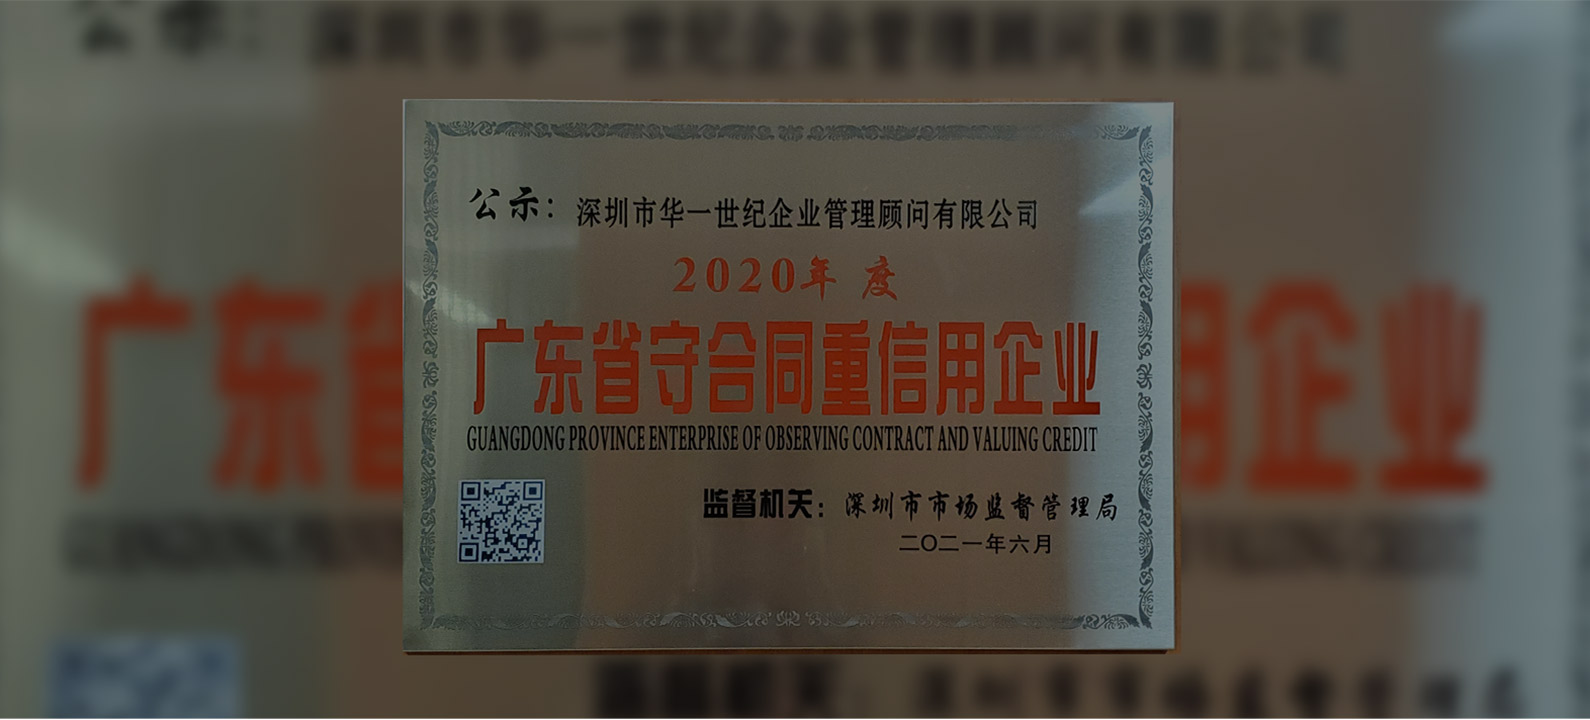 公示：深圳市华一世纪企业管理顾问有限公司
2020年 度
广东省守合同重信用企业
GUANGDONG PROVINCE ENTERPRISE OF OBSERVING CONTRACT AND VALUING CREDIT
监督机关：深圳市市场监督管理局
二〇二一年六月